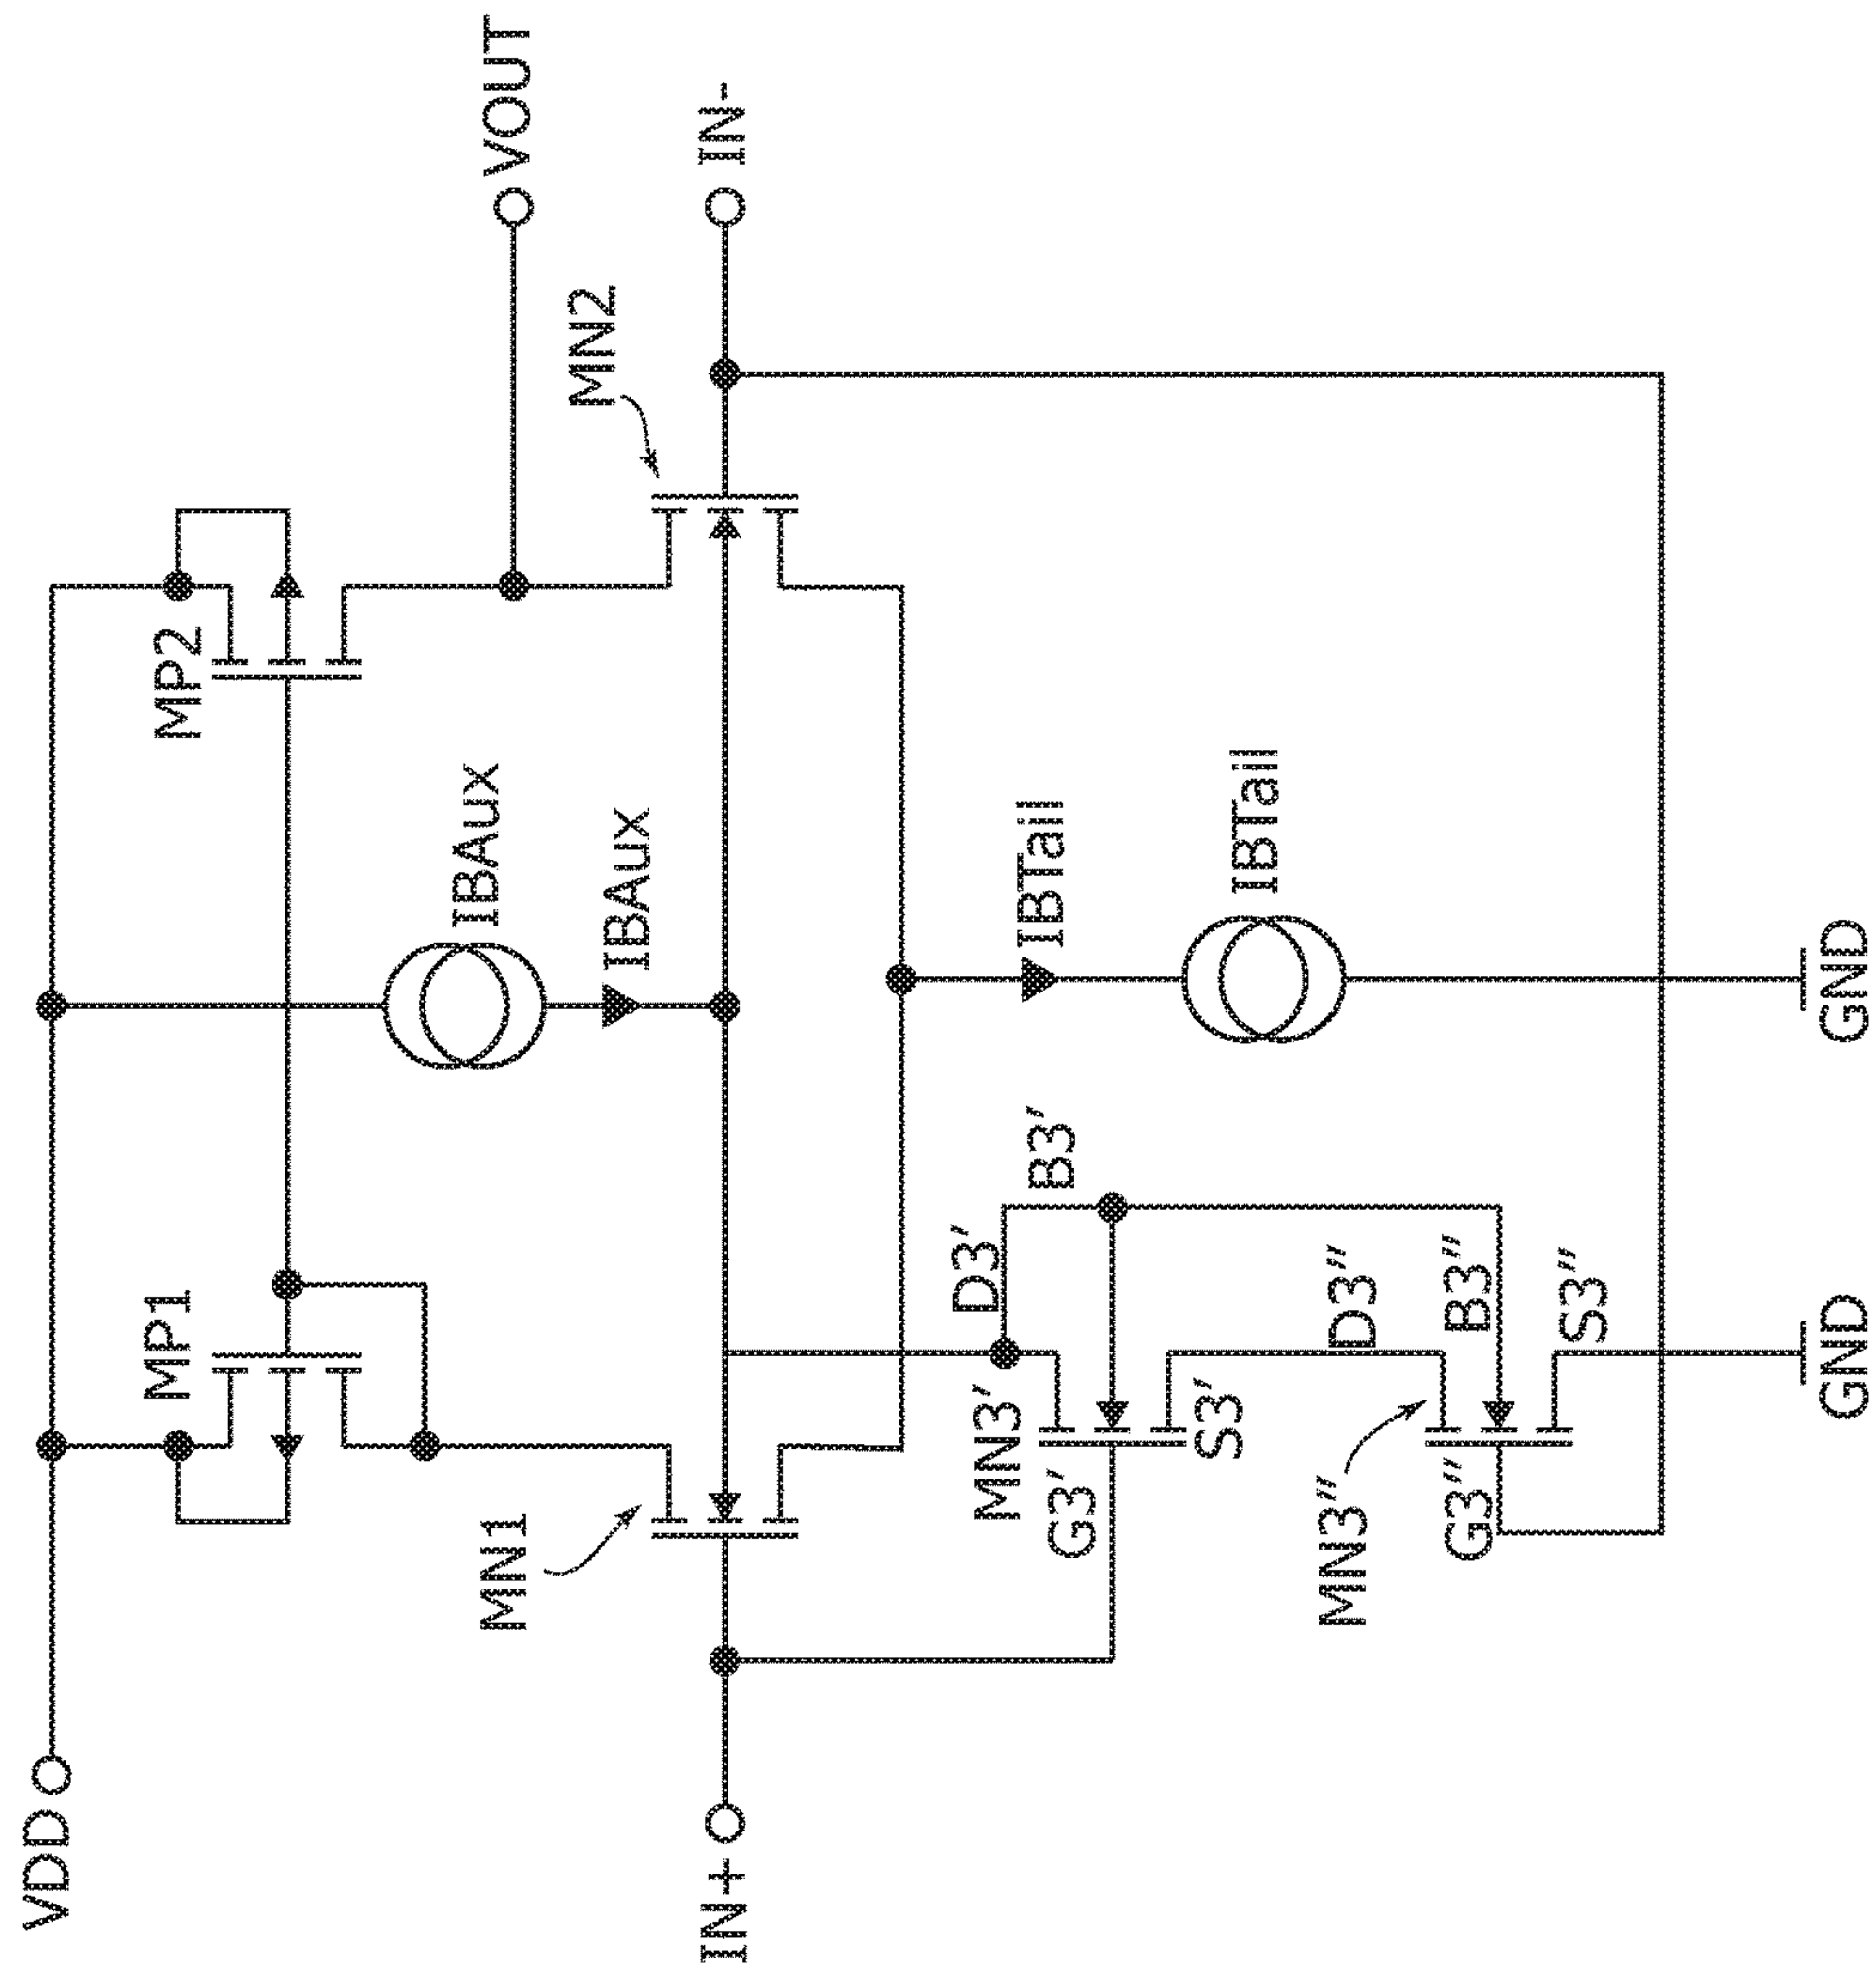 VDD
MP1
MP2
IBAux
IBAux
VOUT
MN1
MN2
IN+
IN-
D3′
B3′
MN3′
G3′
S3′
IBTail
IBTail
D3″
MN3″
G3″
B3″
S3″
GND
GND